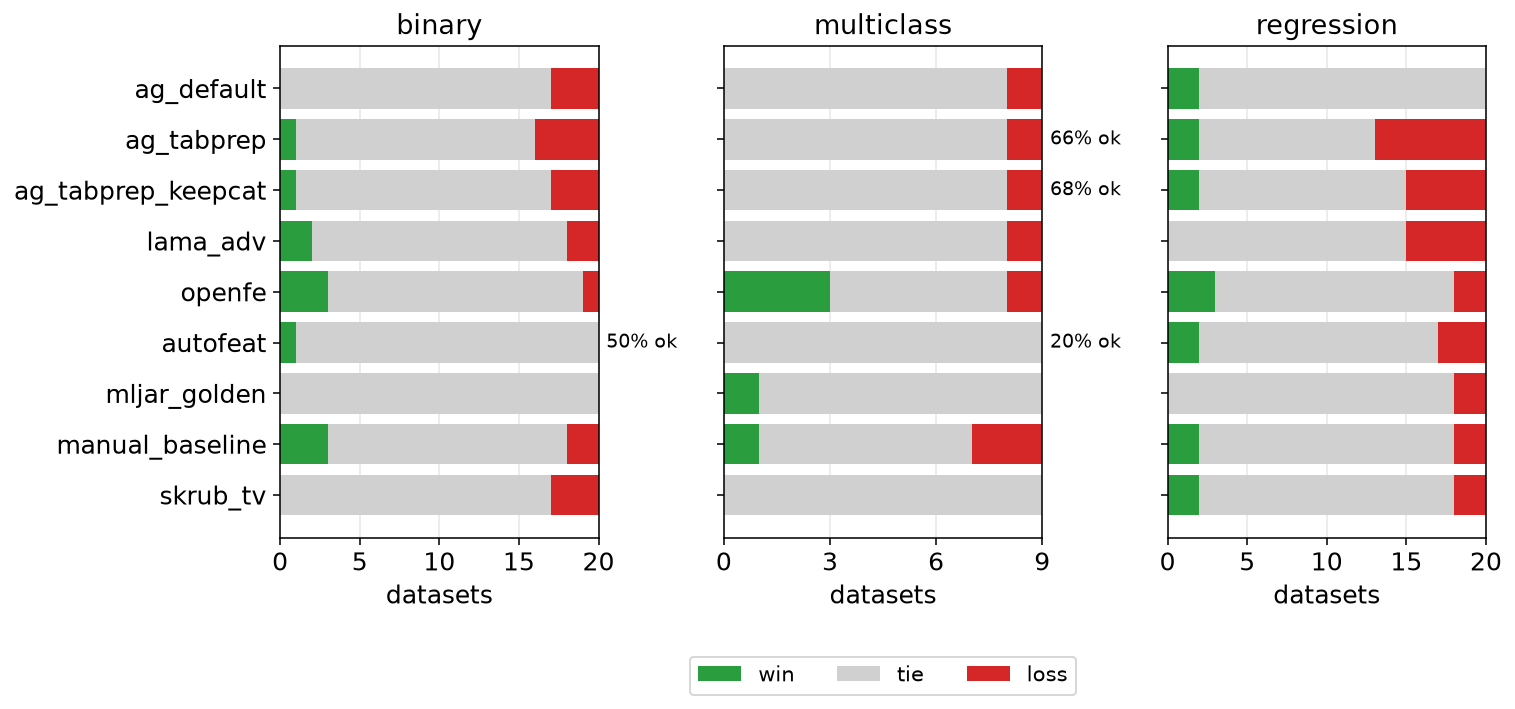 binary multiclass regression
ag_default
ag_tabprep 66% ok
ag_tabprep_keepcat 68% ok
lama_adv
openfe
autofeat 50% ok 20% ok
mljar_golden
manual_baseline
skrub_tv
0 5 10 15 20 0 3 6 9 0 5 10 15 20
datasets datasets datasets
win tie loss